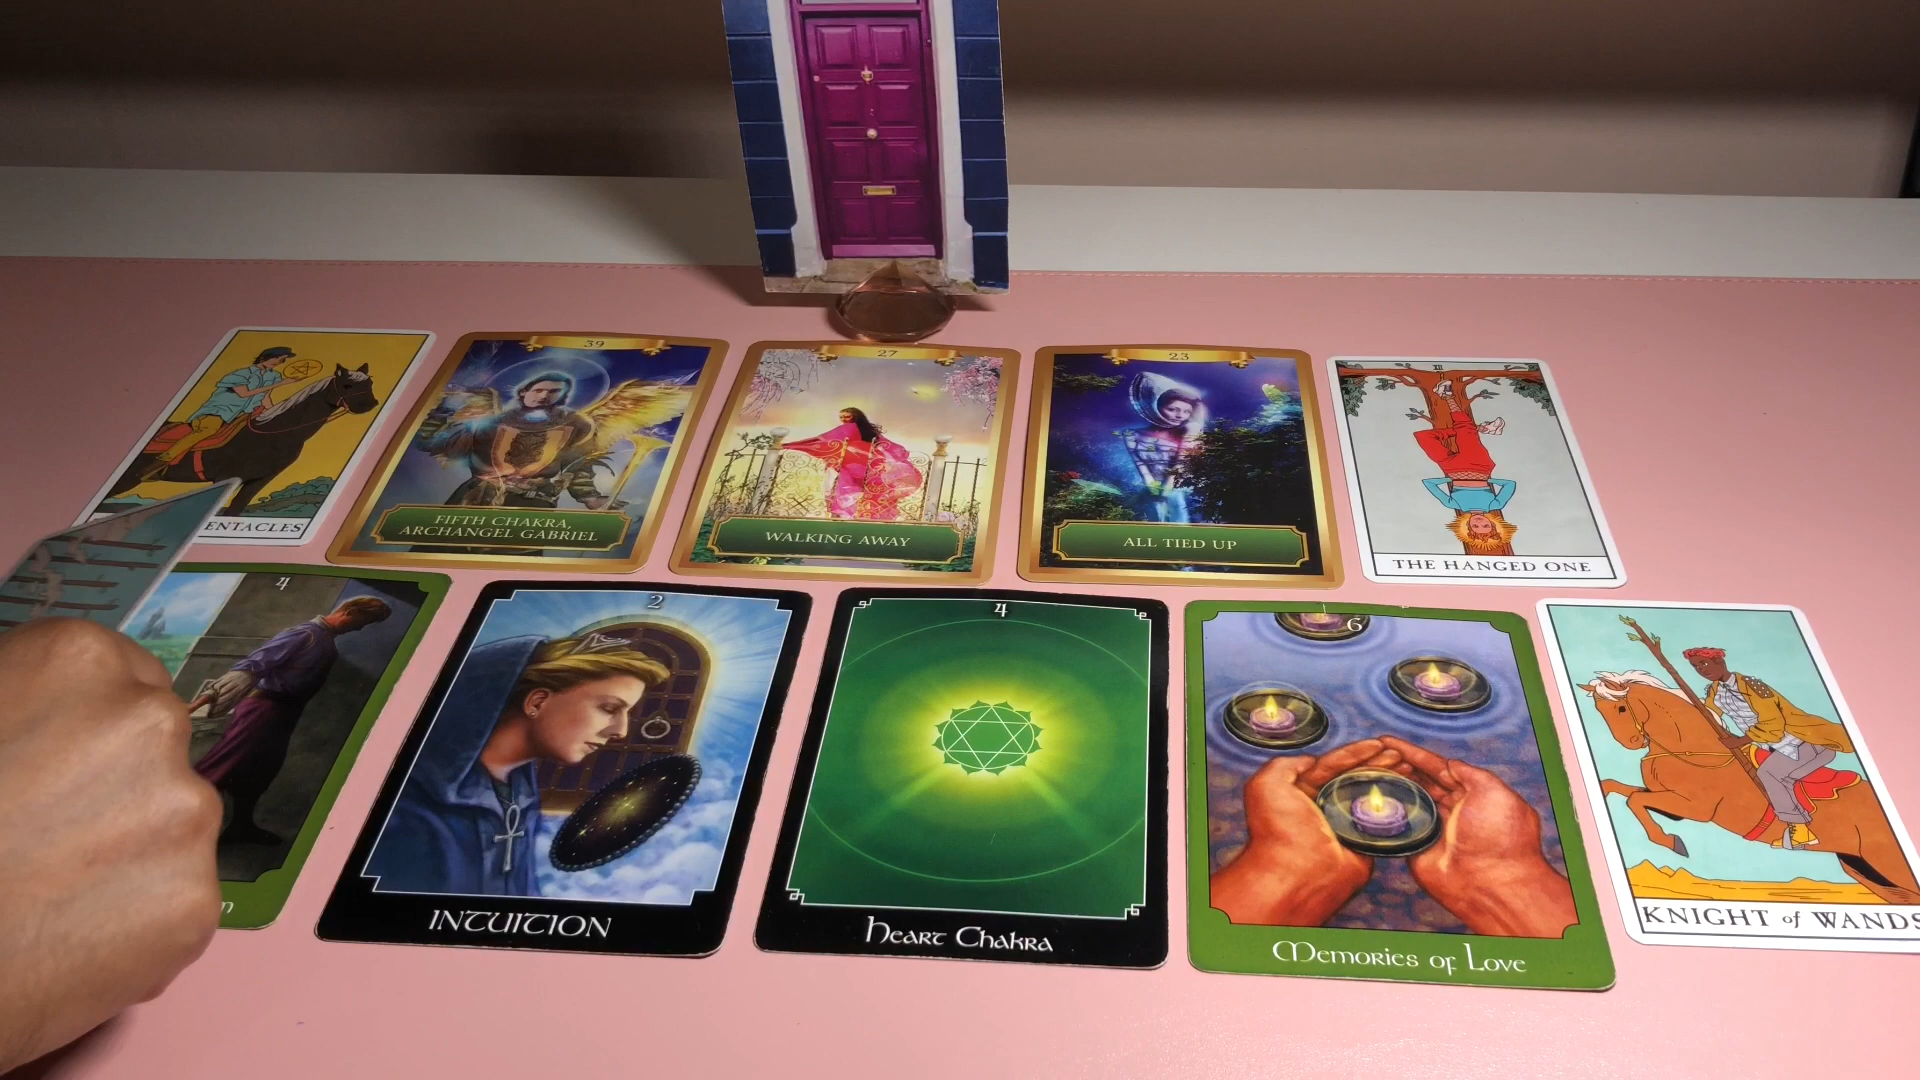 39
FIFTH CHAKRA,
ARCHANGEL GABRIEL
27
WALKING AWAY
23
ALL TIED UP
XII
THE HANGED ONE
ENTACLES
4
n
2
INTUITION
4
Heart Chakra
6
Memories of Love
KNIGHT of WANDS